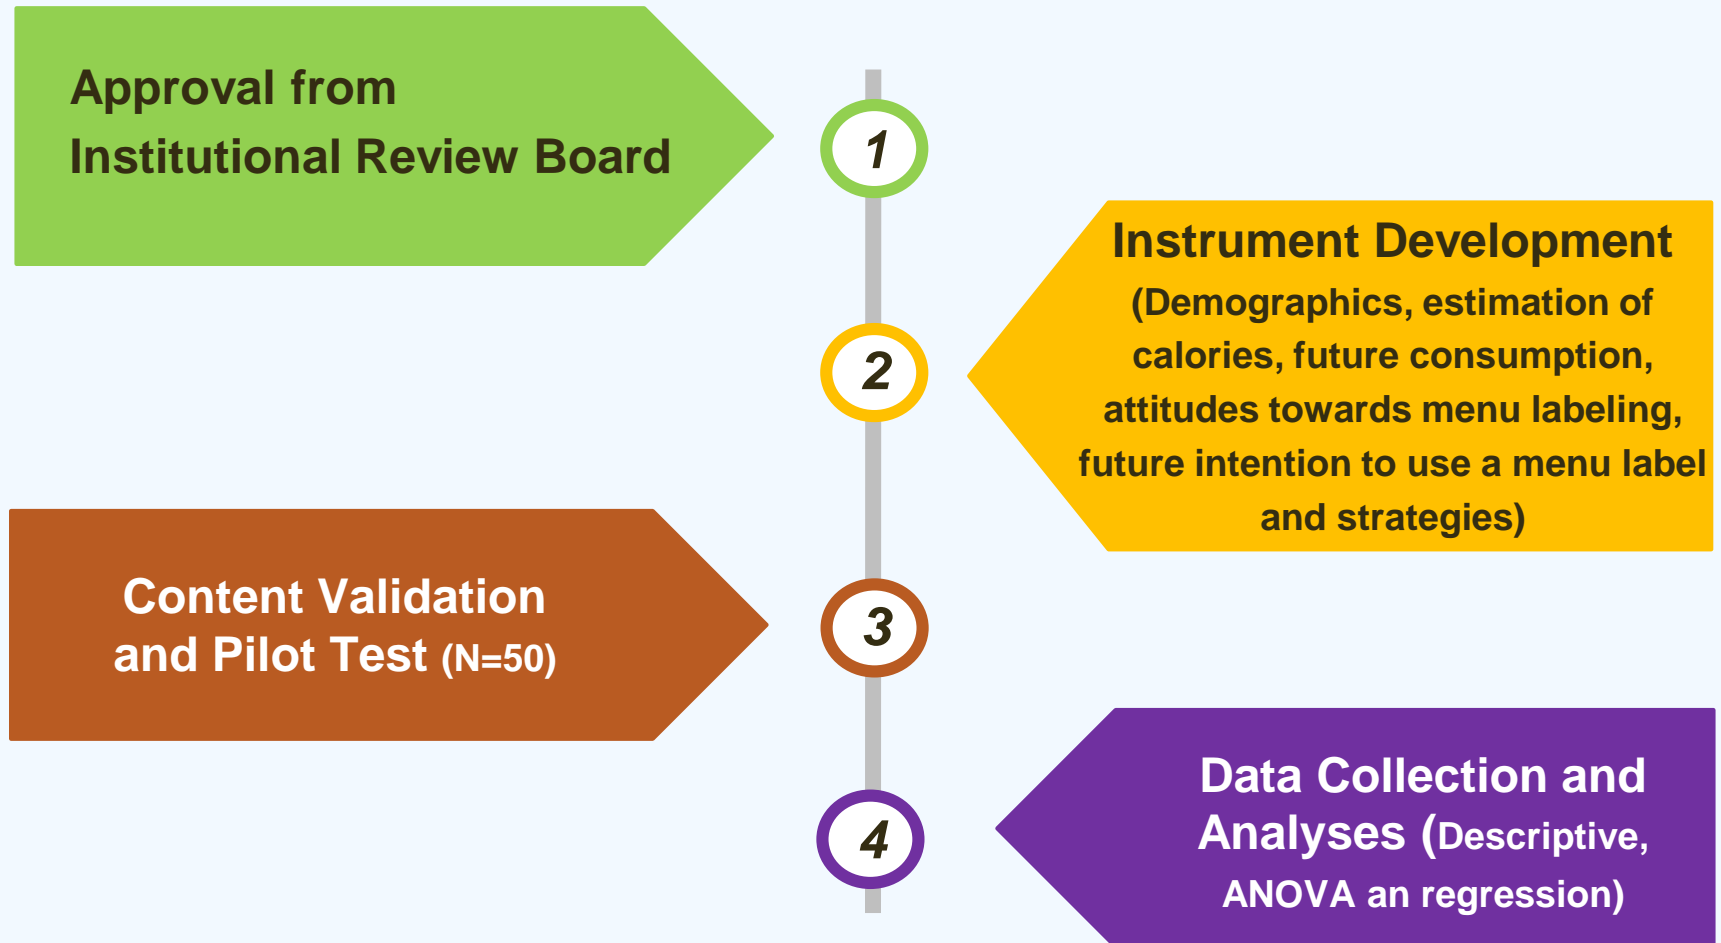 Approval from
Institutional Review Board
1
Instrument Development
(Demographics, estimation of
calories, future consumption,
attitudes towards menu labeling,
future intention to use a menu label
and strategies)
2
Content Validation
and Pilot Test (N=50)
3
Data Collection and
Analyses (Descriptive,
ANOVA an regression)
4